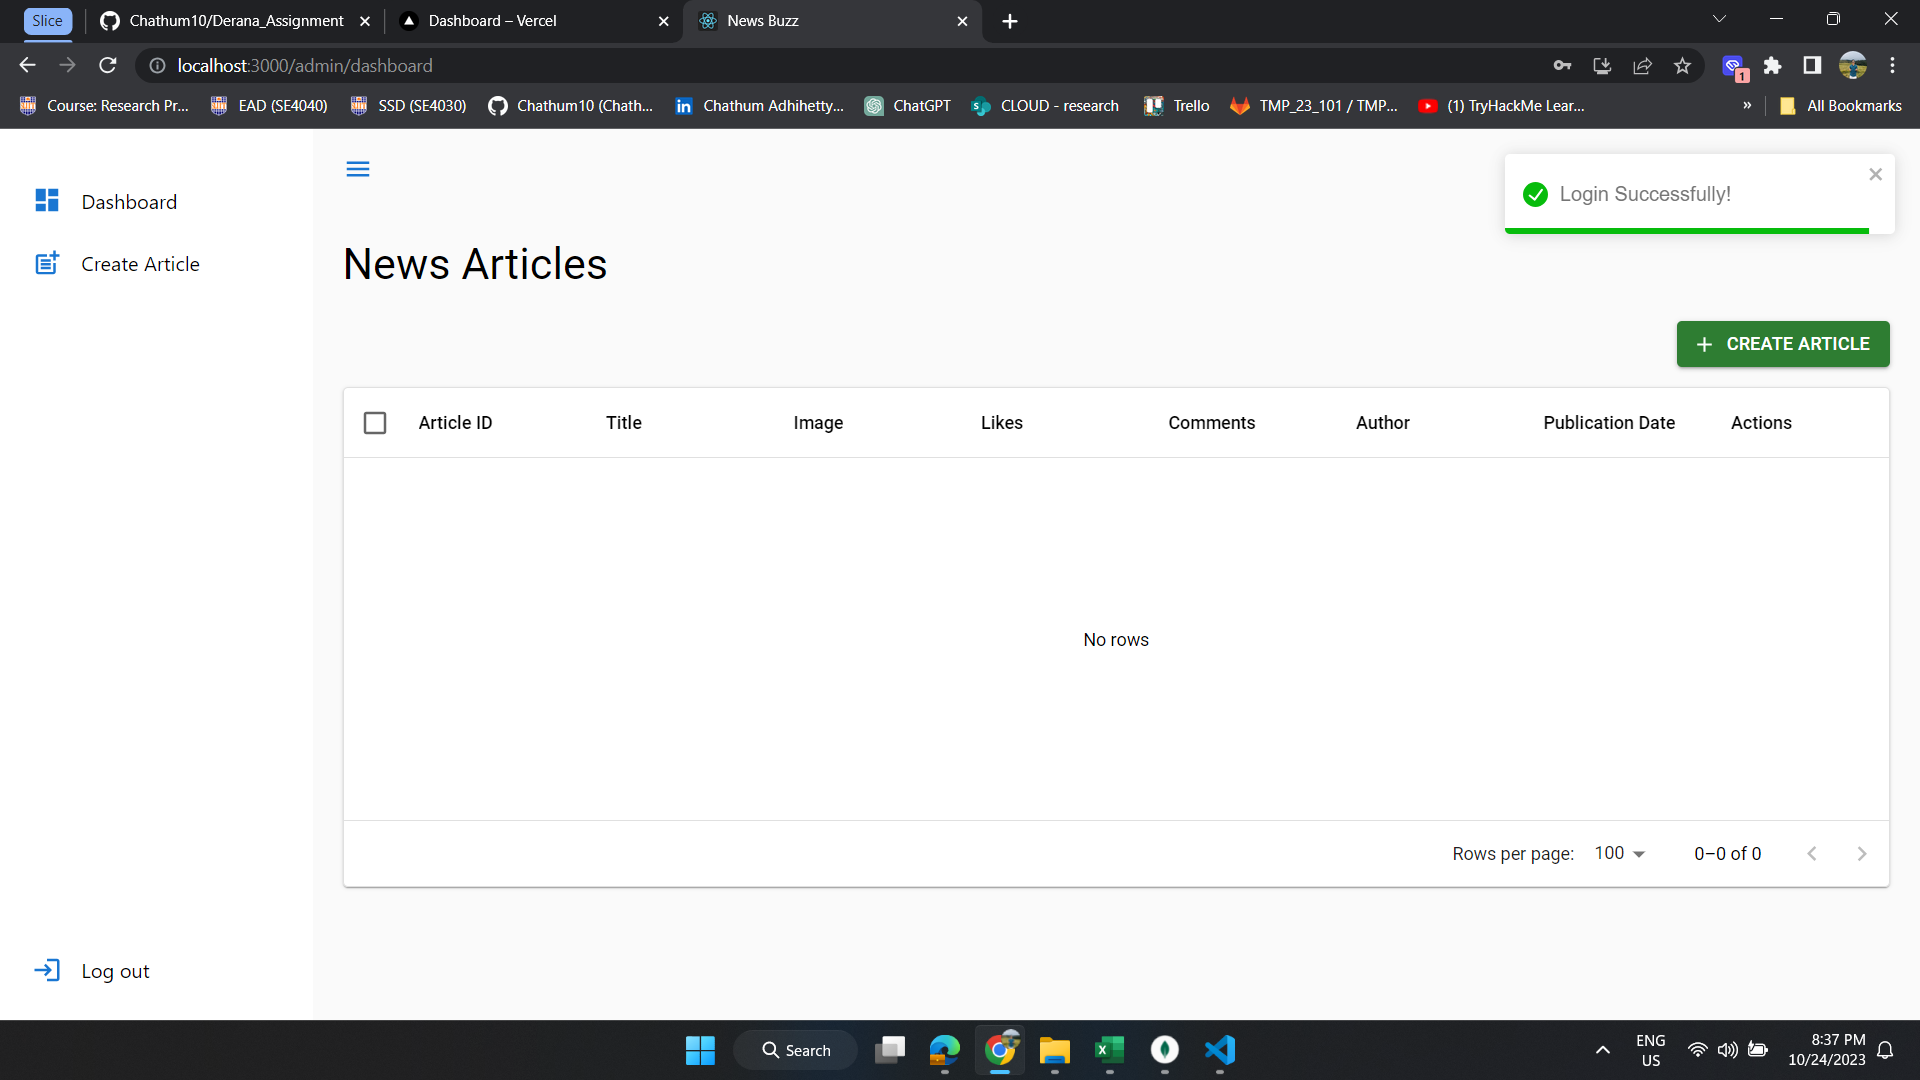 Slice
Chathum10/Derana_Assignment
Dashboard – Vercel
News Buzz
localhost:3000/admin/dashboard
1
Course: Research Pr...
EAD (SE4040)
SSD (SE4030)
Chathum10 (Chath...
Chathum Adhihetty...
ChatGPT
CLOUD - research
Trello
TMP_23_101 / TMP...
(1) TryHackMe Lear...
»
All Bookmarks
Dashboard
Create Article
Log out
Login Successfully!
News Articles
CREATE ARTICLE
Article ID Title Image Likes Comments Author Publication Date Actions
No rows
Rows per page: 100 0–0 of 0
Search
ENG
US
8:37 PM
10/24/2023